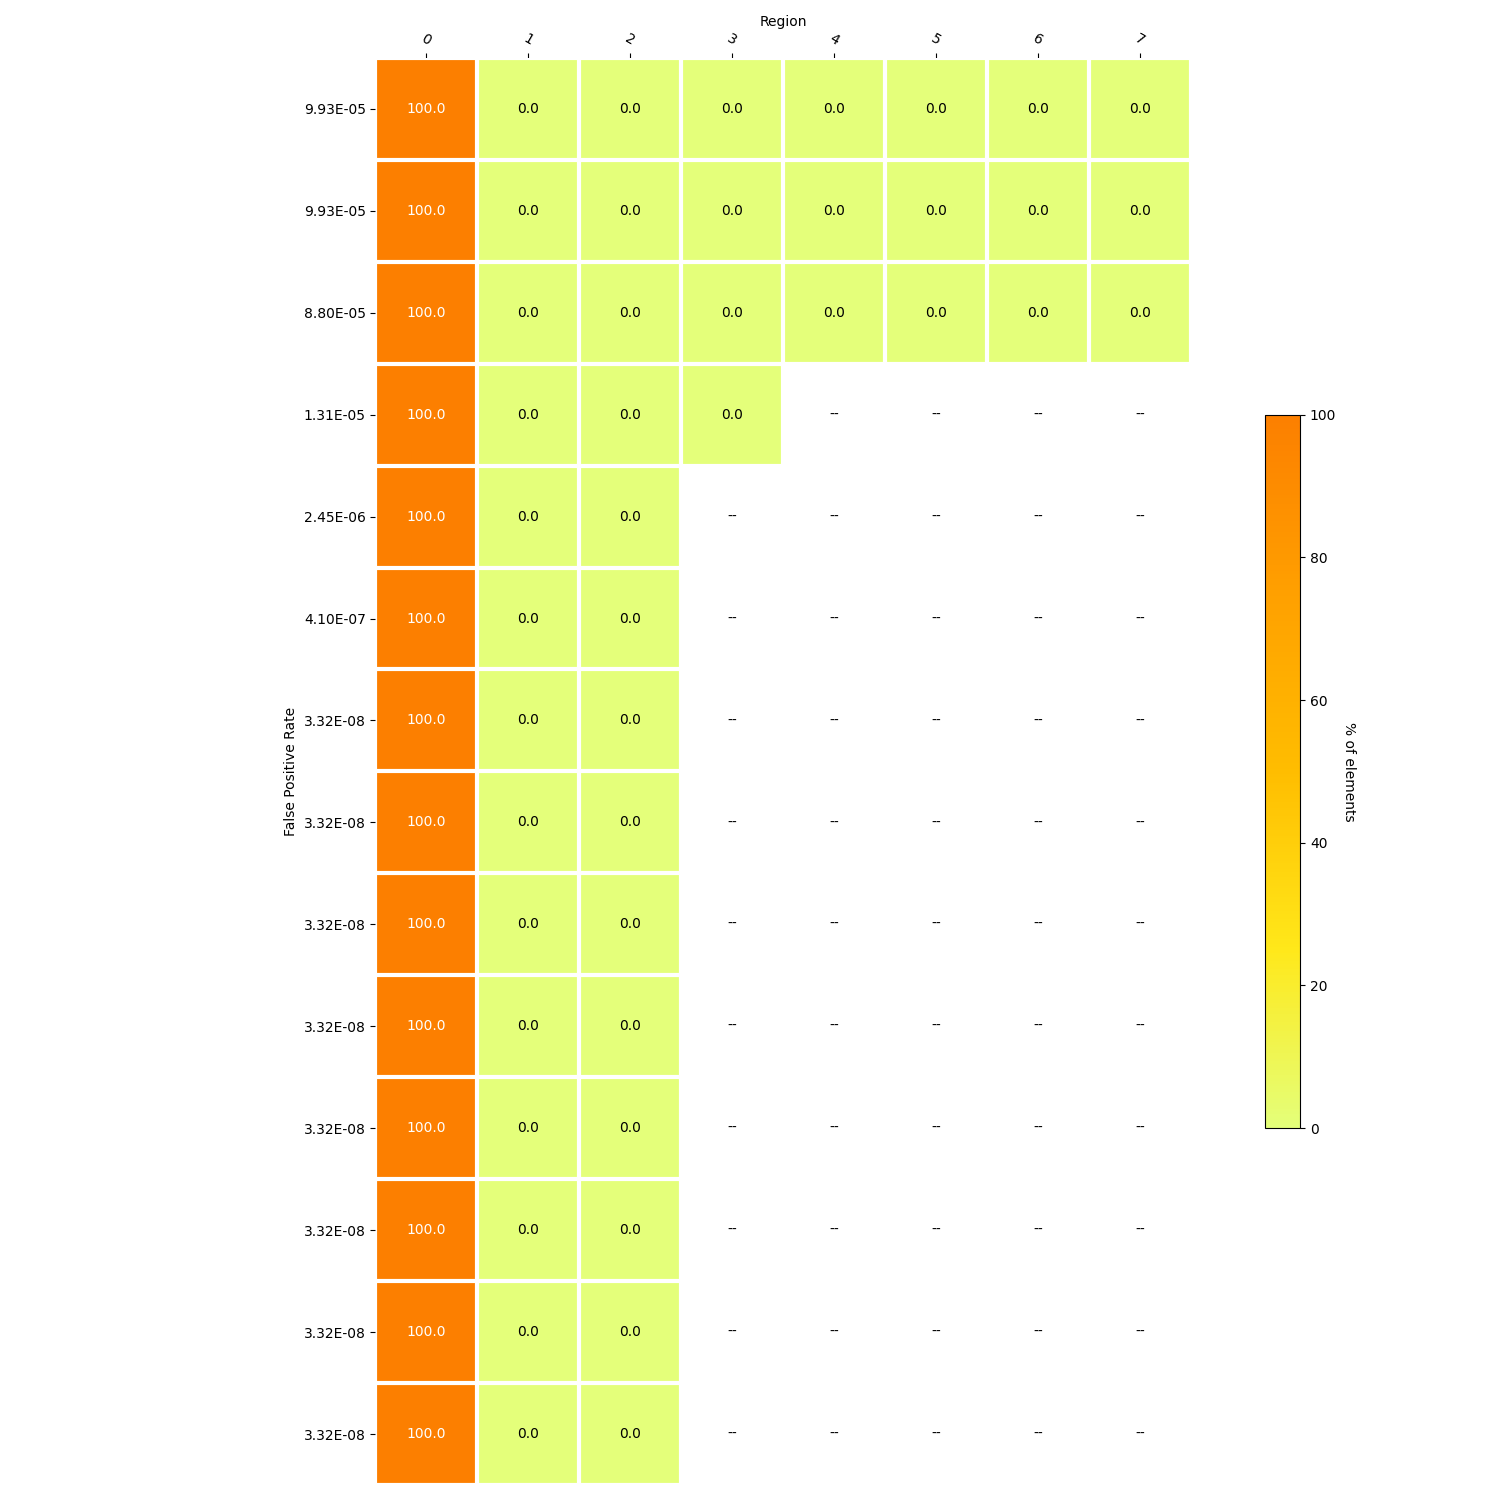 Region
0 1 2 3 4 5 6 7
9.93E-05 100.0 0.0 0.0 0.0 0.0 0.0 0.0 0.0
9.93E-05 100.0 0.0 0.0 0.0 0.0 0.0 0.0 0.0
8.80E-05 100.0 0.0 0.0 0.0 0.0 0.0 0.0 0.0
1.31E-05 100.0 0.0 0.0 0.0 -- -- -- --
2.45E-06 100.0 0.0 0.0 -- -- -- -- --
4.10E-07 100.0 0.0 0.0 -- -- -- -- --
3.32E-08 100.0 0.0 0.0 -- -- -- -- --
3.32E-08 100.0 0.0 0.0 -- -- -- -- --
3.32E-08 100.0 0.0 0.0 -- -- -- -- --
3.32E-08 100.0 0.0 0.0 -- -- -- -- --
3.32E-08 100.0 0.0 0.0 -- -- -- -- --
3.32E-08 100.0 0.0 0.0 -- -- -- -- --
3.32E-08 100.0 0.0 0.0 -- -- -- -- --
3.32E-08 100.0 0.0 0.0 -- -- -- -- --
False Positive Rate
100
80
60
40
20
0
% of elements